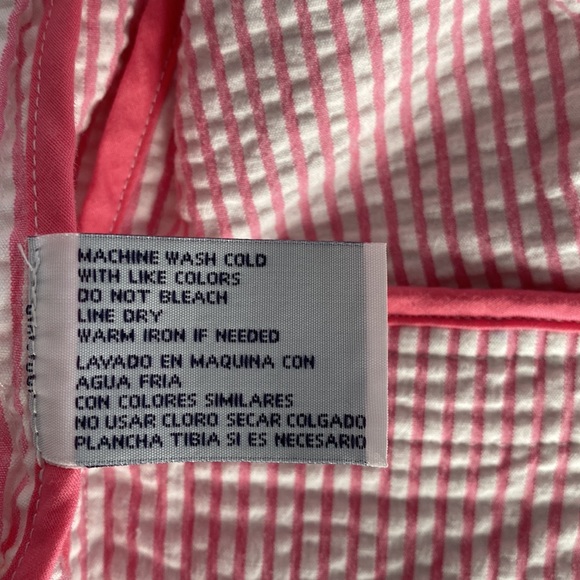 MACHINE WASH COLD
WITH LIKE COLORS
DO NOT BLEACH
LINE DRY
WARM IRON IF NEEDED
LAVADO EN MAQUINA CON
AGUA FRIA
CON COLORES SIMILARES
NO USAR CLORO SECAR COLGADO
PLANCHA TIBIA SI ES NECESARIO